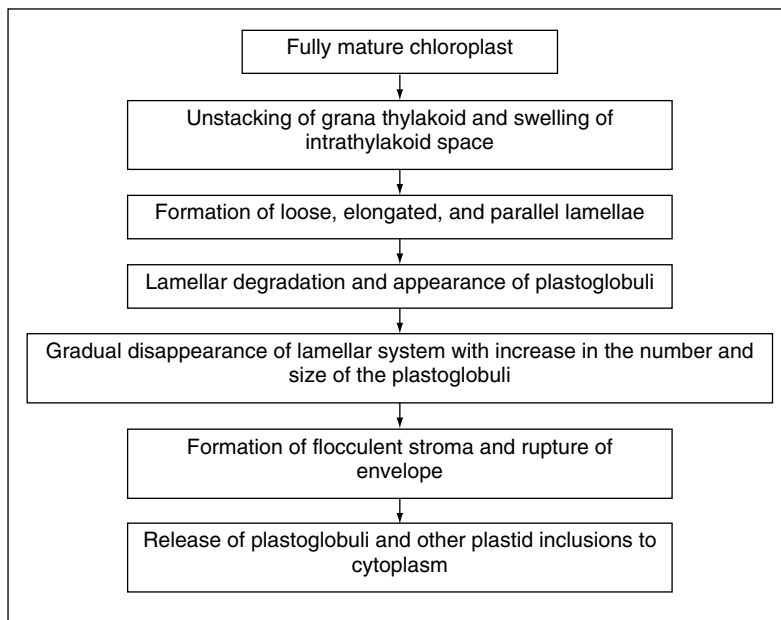 Fully mature chloroplast
Unstacking of grana thylakoid and swelling of
intrathylakoid space
Formation of loose, elongated, and parallel lamellae
Lamellar degradation and appearance of plastoglobuli
Gradual disappearance of lamellar system with increase in the number and
size of the plastoglobuli
Formation of flocculent stroma and rupture of
envelope
Release of plastoglobuli and other plastid inclusions to
cytoplasm